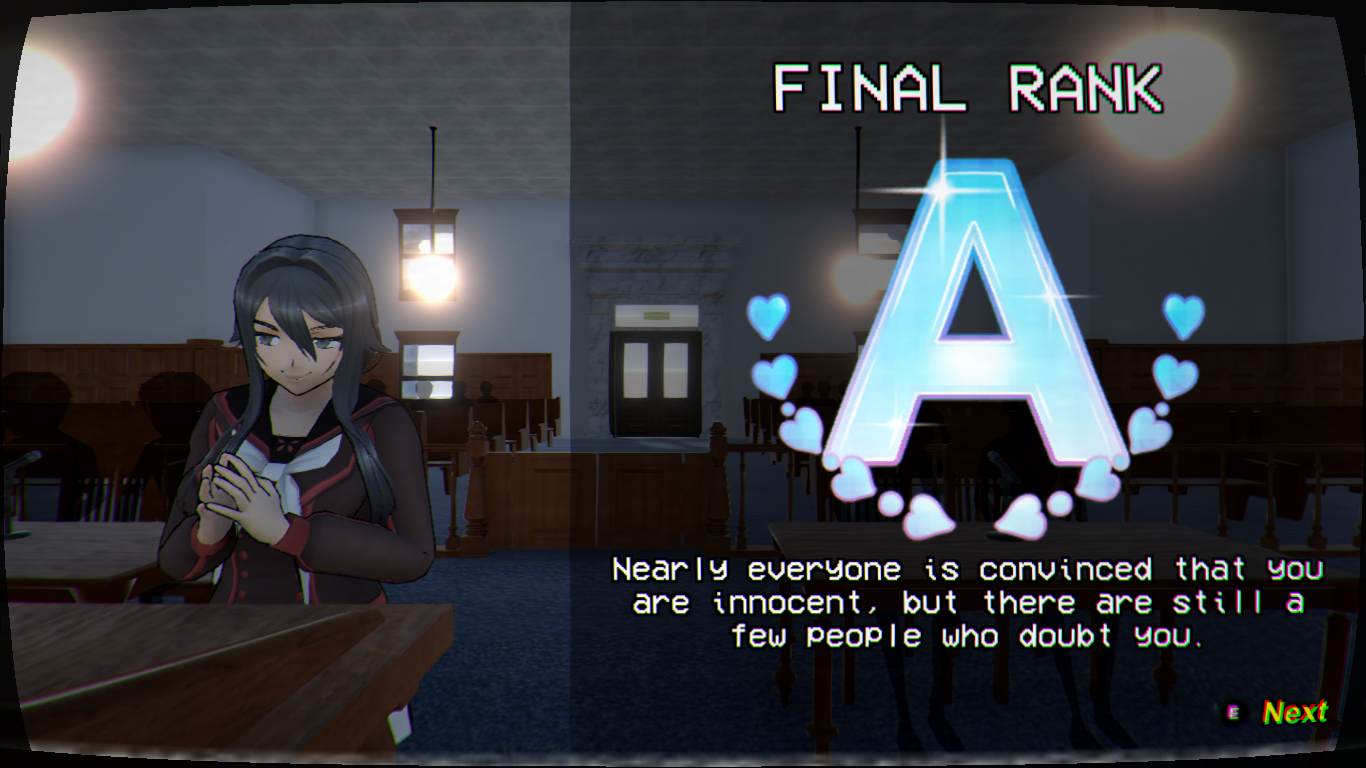 FINAL RANK
A
Nearly everyone is convinced that you
are innocent, but there are still a
few people who doubt you.
E Next